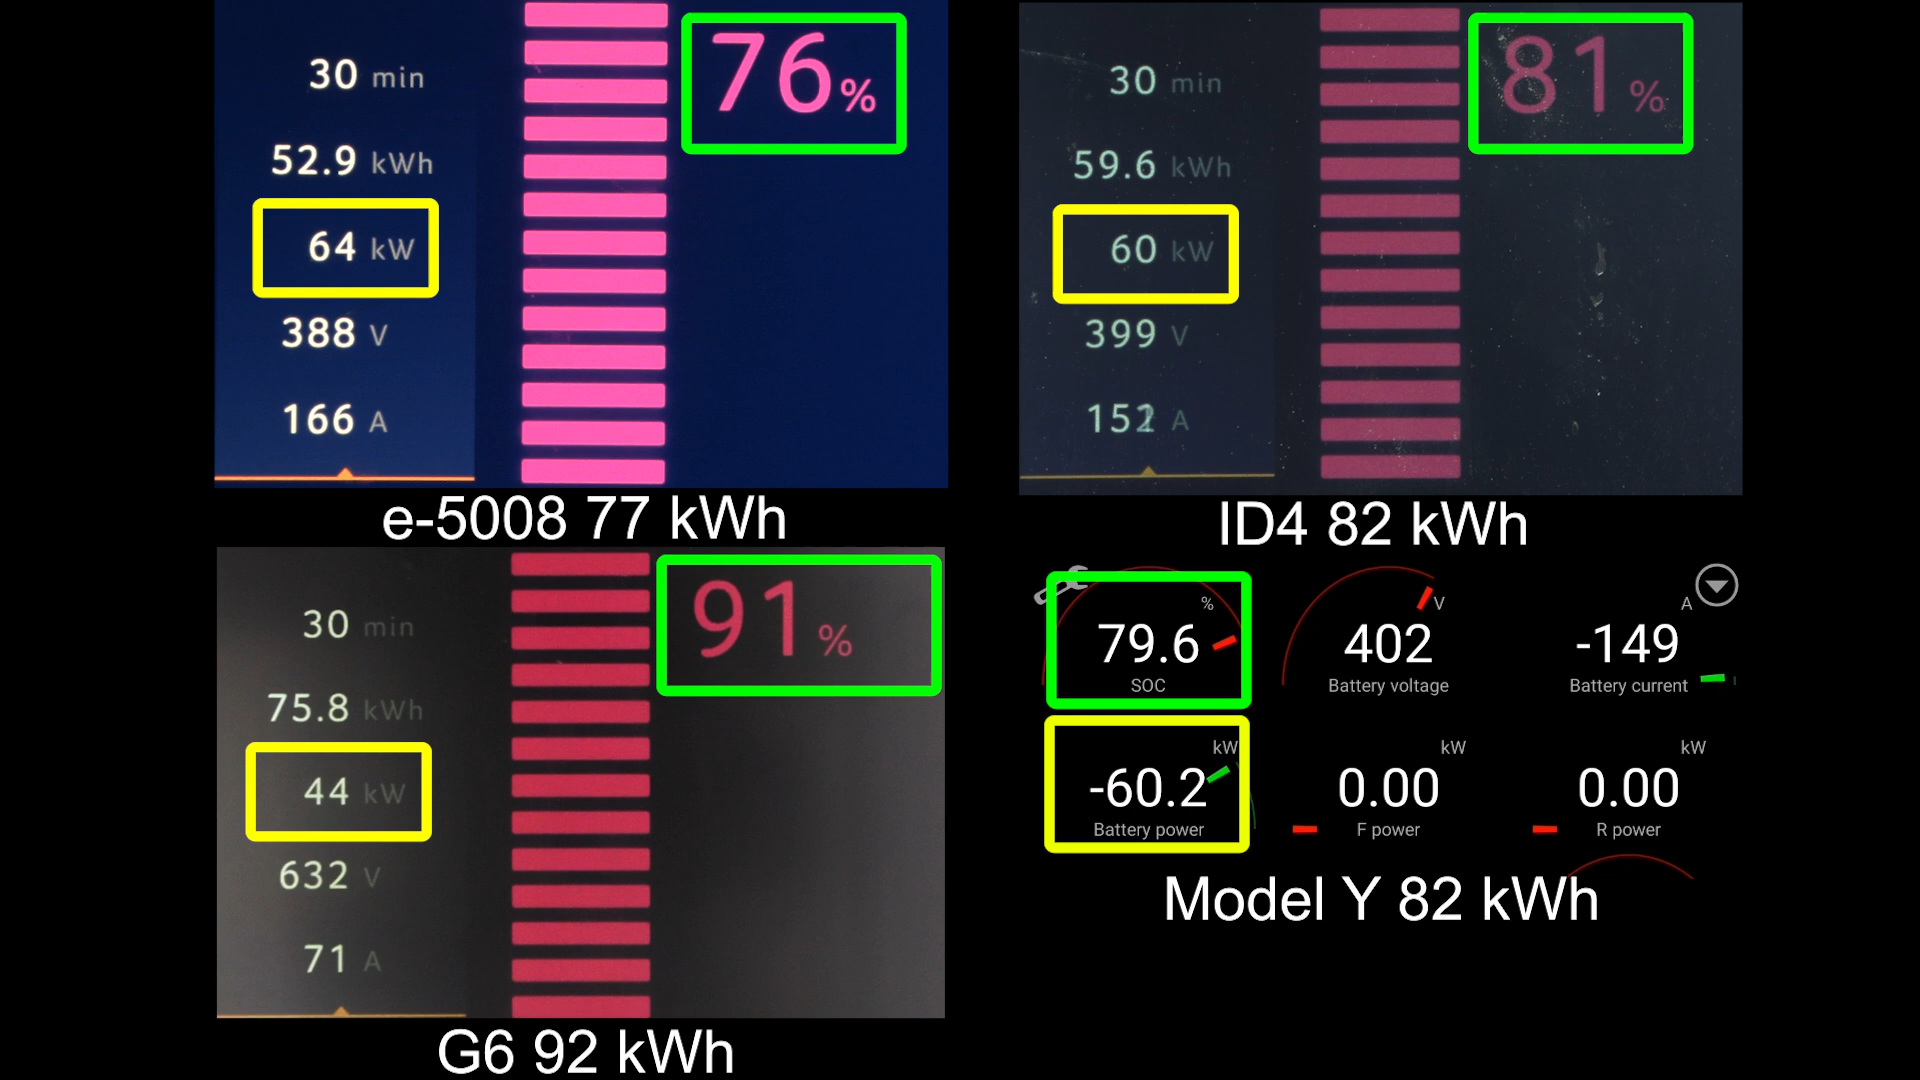 76%
30 min
52.9 kWh
64 kW
388 V
166 A
e-5008 77 kWh
81%
30 min
59.6 kWh
60 kW
399 V
A
ID4 82 kWh
91%
30 min
75.8 kWh
44 kW
632 V
71 A
G6 92 kWh
% V A
79.6 402 -149
SOC Battery voltage Battery current
kW kW kW
-60.2 0.00 0.00
Battery power F power R power
Model Y 82 kWh